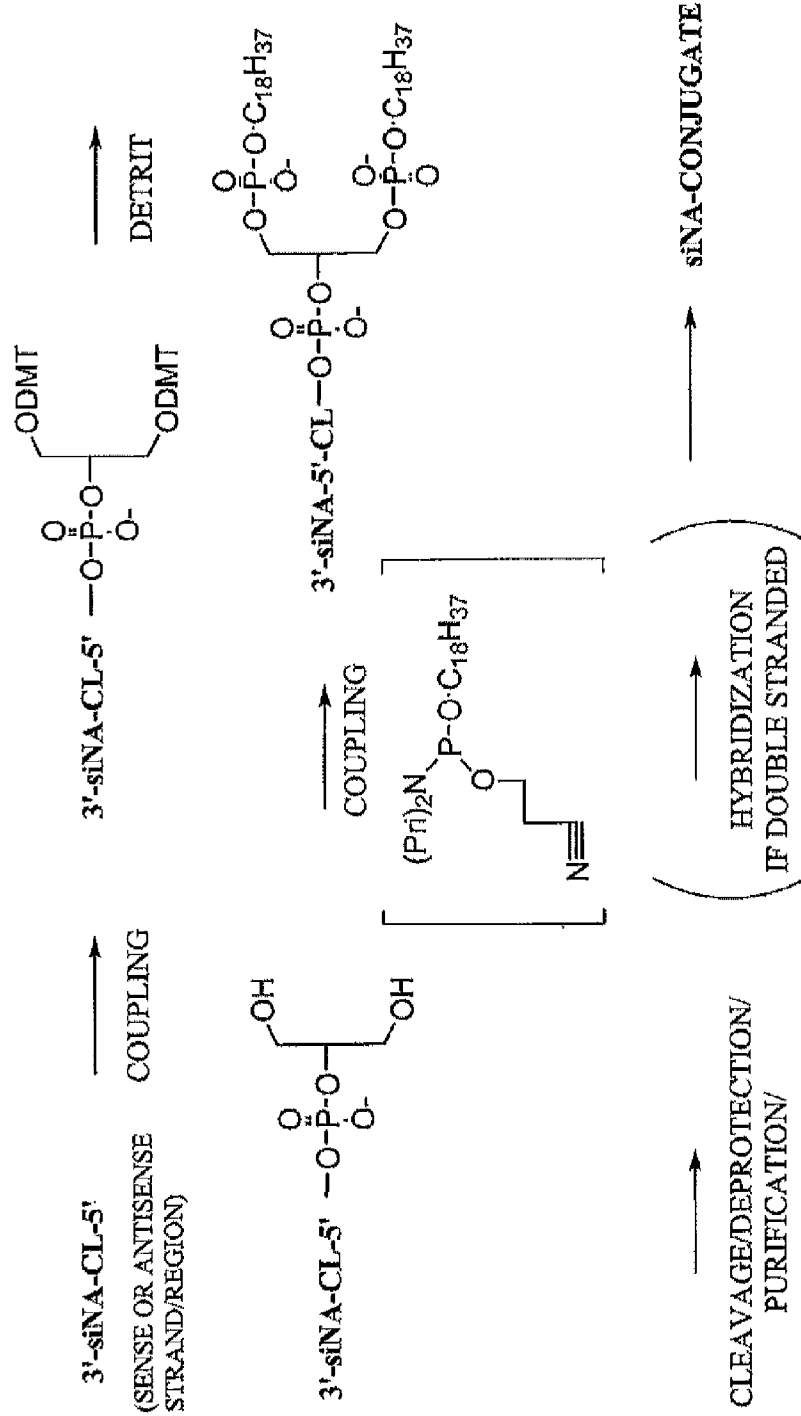 3'-siNA-CL-5'
(SENSE OR ANTISENSE
STRAND/REGION)
COUPLING
3'-siNA-CL-5'
—O-P-O
O
O-
ODMT
ODMT
DETRIT
3'-siNA-CL-5'
—O-P-O
O
O-
OH
OH
COUPLING
(Pri)2N
P-O·C18H37
O
N
3'-siNA-5'-CL
—O-P-O
O
O-
O-P-O·C18H37
O
O-
O-P-O·C18H37
O-
O
CLEAVAGE/DEPROTECTION/
PURIFICATION/
HYBRIDIZATION
IF DOUBLE STRANDED
siNA-CONJUGATE